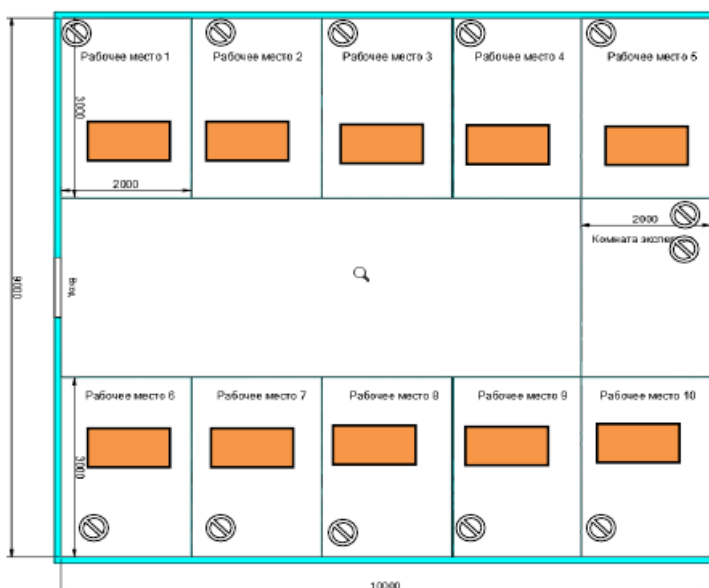 Рабочее место 1
Рабочее место 2
Рабочее место 3
Рабочее место 4
Рабочее место 5
3000
2000
2000
Комната экспер
9000
Вход
Рабочее место 6
Рабочее место 7
Рабочее место 8
Рабочее место 9
Рабочее место 10
3000
10000